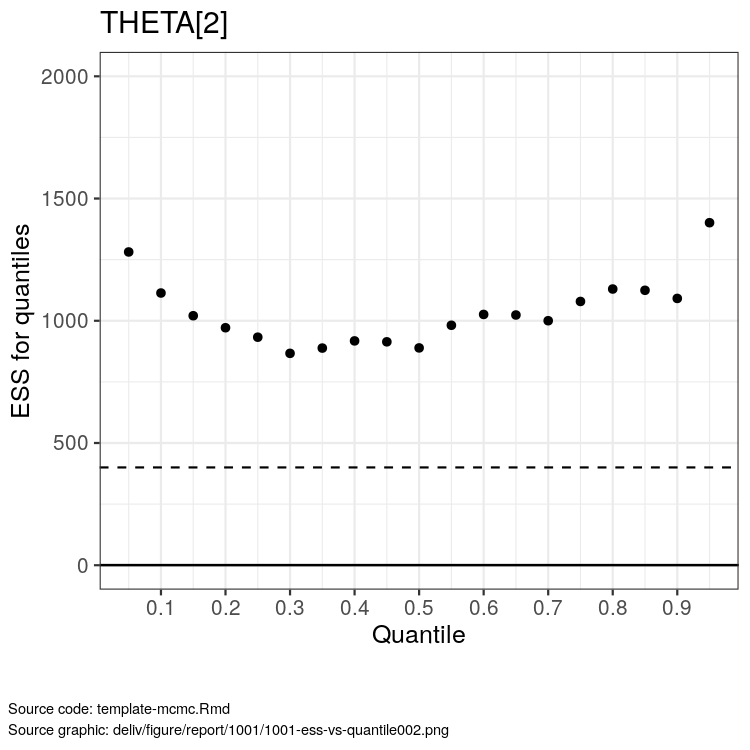 THETA[2]
2000
1500
1000
500
0
ESS for quantiles
0.1 0.2 0.3 0.4 0.5 0.6 0.7 0.8 0.9
Quantile
Source code: template-mcmc.Rmd
Source graphic: deliv/figure/report/1001/1001-ess-vs-quantile002.png